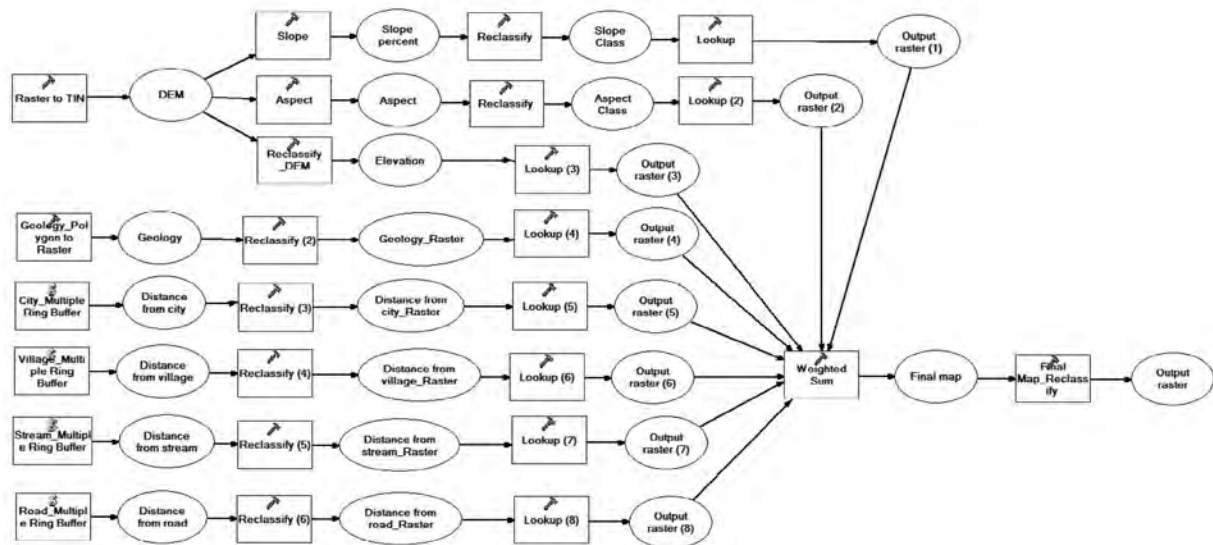 Slope
Slope
percent
Reclassify
Slope
Class
Lookup
Output
raster (1)
Raster to TIN
DEM
Aspect
Aspect
Reclassify
Aspect
Class
Lookup (2)
Output
raster (2)
Reclassify
_DEM
Elevation
Lookup (3)
Output
raster (3)
Geology_Pol
ygon to
Raster
Geology
Reclassify (2)
Geology_Raster
Lookup (4)
Output
raster (4)
City_Multiple
Ring Buffer
Distance
from city
Reclassify (3)
Distance from
city_Raster
Lookup (5)
Output
raster (5)
Village_Multi
ple Ring
Buffer
Distance
from village
Reclassify (4)
Distance from
village_Raster
Lookup (6)
Output
raster (6)
Weighted
Sum
Final map
Final
Map_Reclass
ify
Output
raster
Stream_Multipl
e Ring Buffer
Distance
from stream
Reclassify (5)
Distance from
stream_Raster
Lookup (7)
Output
raster (7)
Road_Multipl
e Ring Buffer
Distance
from road
Reclassify (6)
Distance from
road_Raster
Lookup (8)
Output
raster (8)